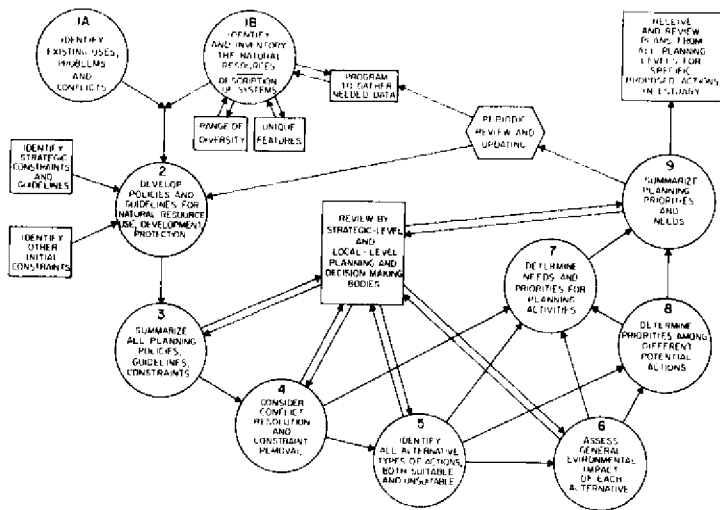 1A
IDENTIFY
EXISTING USES,
PROBLEMS
AND
CONFLICTS
1B
IDENTIFY
AND INVENTORY
THE NATURAL
RESOURCES
DESCRIPTION
OF SYSTEMS
RANGE OF
DIVERSITY
UNIQUE
FEATURES
PROGRAM
TO GATHER
NEEDED DATA
PERIODIC
REVIEW AND
UPDATING
RECEIVE
AND REVIEW
PLANS FROM
ALL PLANNING
LEVELS FOR
SPECIFIC
PROPOSED ACTIONS
IN ESTUARY
IDENTIFY
STRATEGIC
CONSTRAINTS
AND
GUIDELINES
IDENTIFY
OTHER
INITIAL
CONSTRAINTS
2
DEVELOP
POLICIES AND
GUIDELINES FOR
NATURAL RESOURCE
USE, DEVELOPMENT
PROTECTION
REVIEW BY
STRATEGIC-LEVEL
AND
LOCAL-LEVEL
PLANNING AND
DECISION MAKING
BODIES
9
SUMMARIZE
PLANNING
PRIORITIES
AND
NEEDS
3
SUMMARIZE
ALL PLANNING
POLICIES,
GUIDELINES,
CONSTRAINTS
7
DETERMINE
NEEDS AND
PRIORITIES FOR
PLANNING
ACTIVITIES
8
DETERMINE
PRIORITIES AMONG
DIFFERENT
POTENTIAL
ACTIONS
4
CONSIDER
CONFLICT
RESOLUTION
AND
CONSTRAINT
REMOVAL
5
IDENTIFY
ALL ALTERNATIVE
TYPES OF ACTIONS,
BOTH SUITABLE
AND UNSUITABLE
6
ASSESS
GENERAL
EVIRONMENTAL
IMPACT
OF EACH
ALTERNATIVE